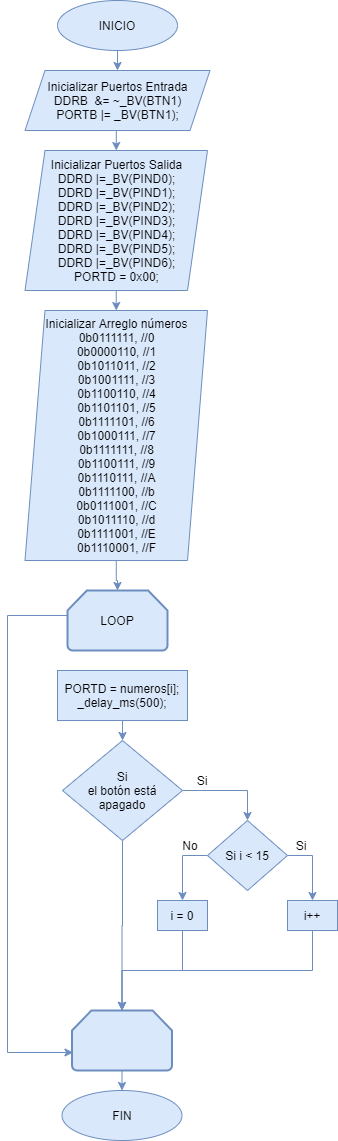 INICIO
Inicializar Puertos Entrada
DDRB &= ~_BV(BTN1)
PORTB |= _BV(BTN1);
Inicializar Puertos Salida
DDRD |=_BV(PIND0);
DDRD |=_BV(PIND1);
DDRD |=_BV(PIND2);
DDRD |=_BV(PIND3);
DDRD |=_BV(PIND4);
DDRD |=_BV(PIND5);
DDRD |=_BV(PIND6);
PORTD = 0x00;
Inicializar Arreglo números
0b0111111, //0
0b0000110, //1
0b1011011, //2
0b1001111, //3
0b1100110, //4
0b1101101, //5
0b1111101, //6
0b1000111, //7
0b1111111, //8
0b1100111, //9
0b1110111, //A
0b1111100, //b
0b0111001, //C
0b1011110, //d
0b1111001, //E
0b1110001, //F
LOOP
PORTD = numeros[i];
_delay_ms(500);
Si
el botón está
apagado
Si
Si i < 15
No
Si
i = 0
i++
FIN